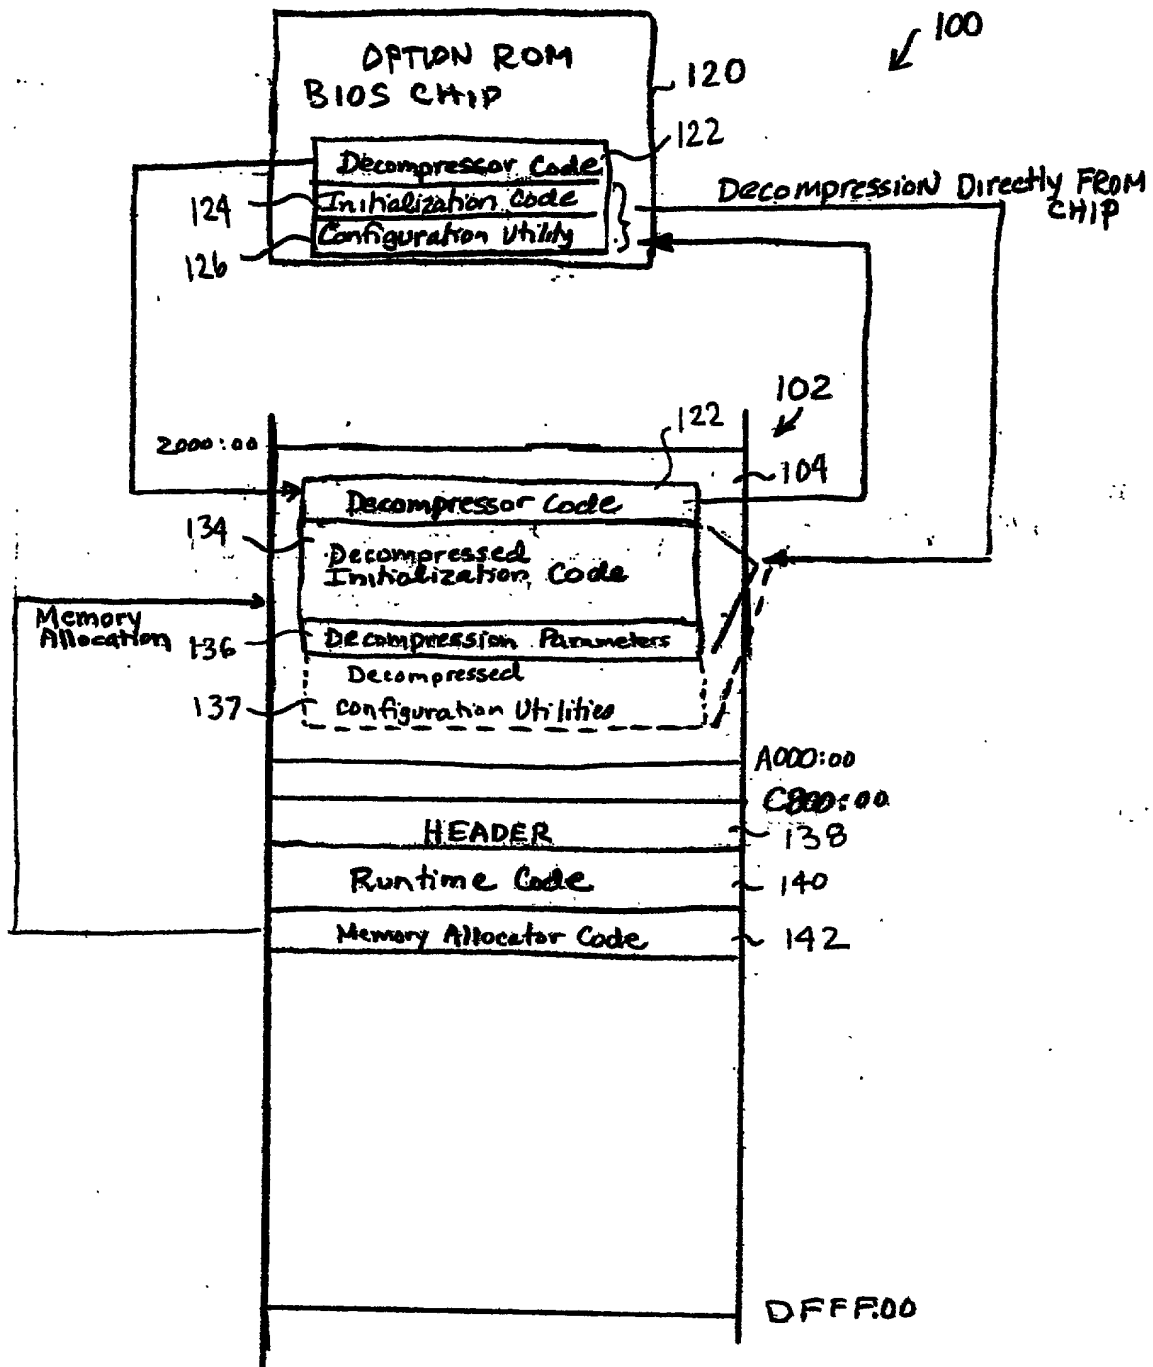 100
OPTION ROM
BIOS CHIP
120
122
Decompressor Code
124
Initialization Code
Configuration Utility
126
Decompression Directly FROM
CHIP
102
122
2000:00
104
Decompressor Code
134
Decompressed
Initialization Code
Memory
Allocation
136
Decompression Parameters
Decompressed
137
Configuration Utilities
A000:00
C800:00
HEADER
138
Runtime Code
140
Memory Allocator Code
142
DFFF:00